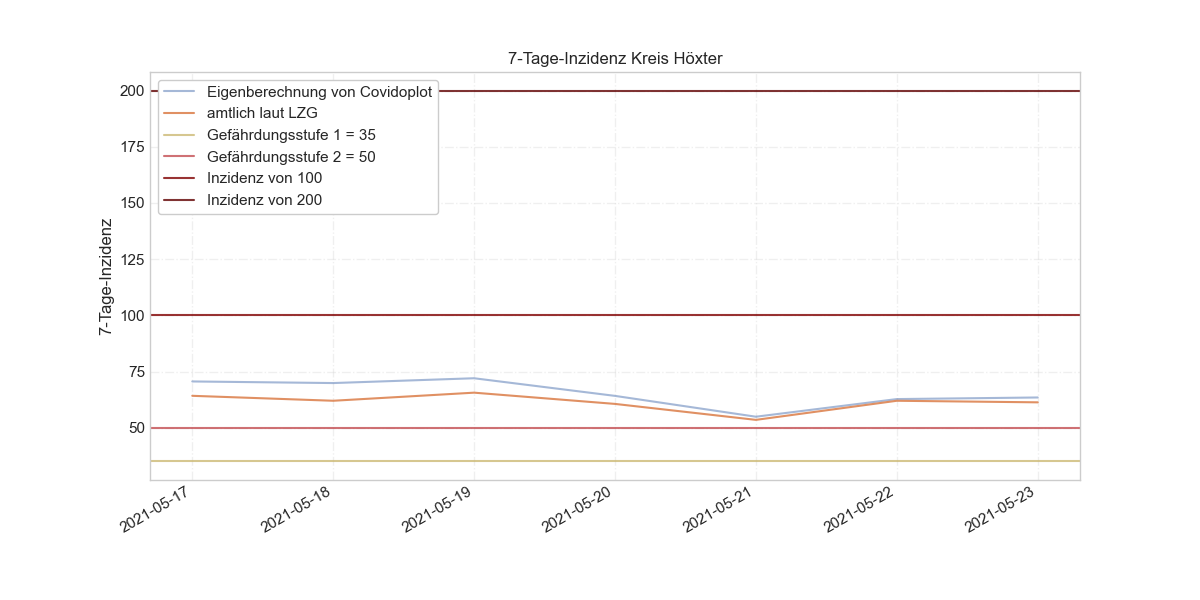 7-Tage-Inzidenz Kreis Höxter
Eigenberechnung von Covidoplot
amtlich laut LZG
Gefährdungsstufe 1 = 35
Gefährdungsstufe 2 = 50
Inzidenz von 100
Inzidenz von 200
7-Tage-Inzidenz
200
175
150
125
100
75
50
2021-05-17
2021-05-18
2021-05-19
2021-05-20
2021-05-21
2021-05-22
2021-05-23